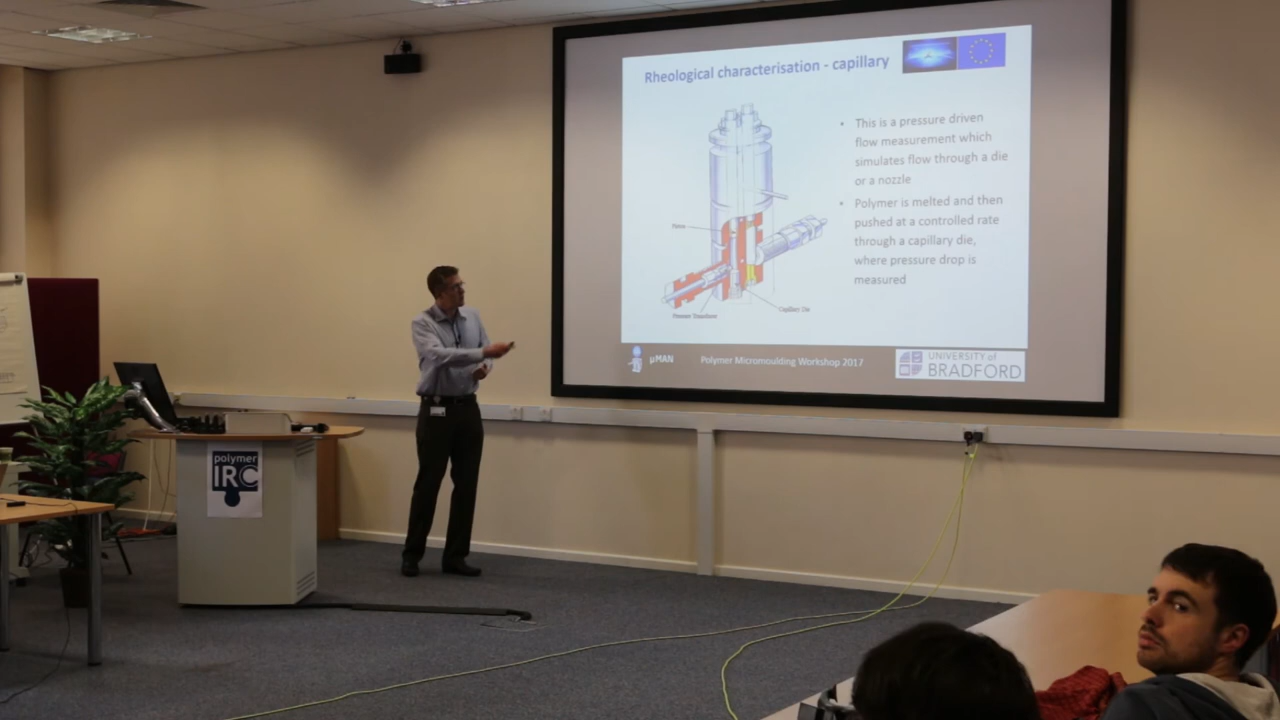 Rheological characterisation - capillary
• This is a pressure driven
flow measurement which
simulates flow through a die
or a nozzle
• Polymer is melted and then
pushed at a controlled rate
through a capillary die,
where pressure drop is
measured
Pressure Transducer
Capillary Die
µMAN
Polymer Micromoulding Workshop 2017
UNIVERSITY of
BRADFORD
polymer
IRC